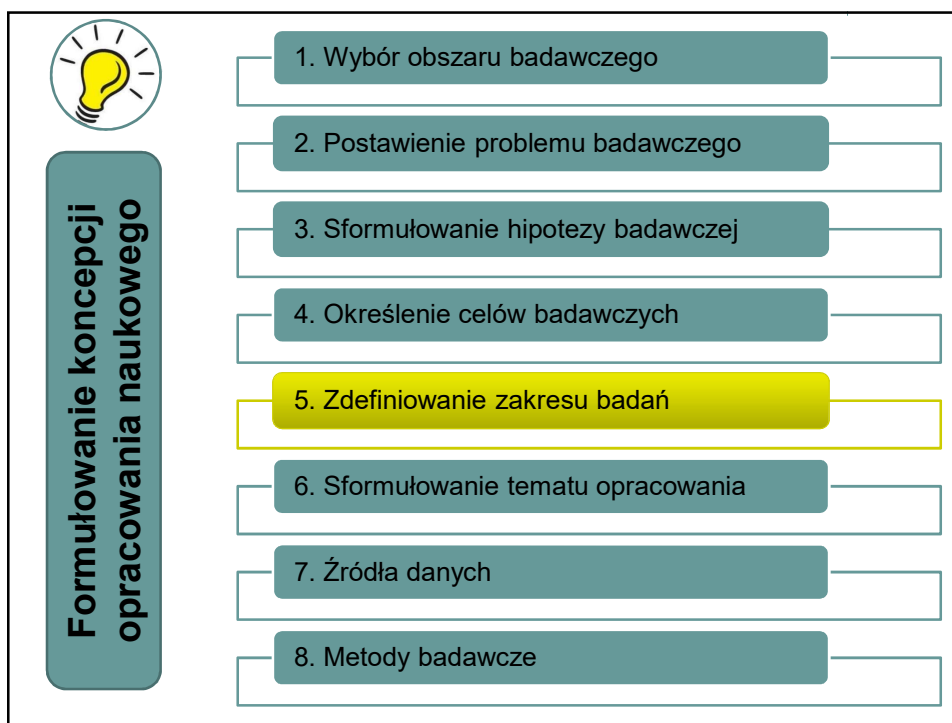 Formułowanie koncepcji
opracowania naukowego
1. Wybór obszaru badawczego
2. Postawienie problemu badawczego
3. Sformułowanie hipotezy badawczej
4. Określenie celów badawczych
5. Zdefiniowanie zakresu badań
6. Sformułowanie tematu opracowania
7. Źródła danych
8. Metody badawcze